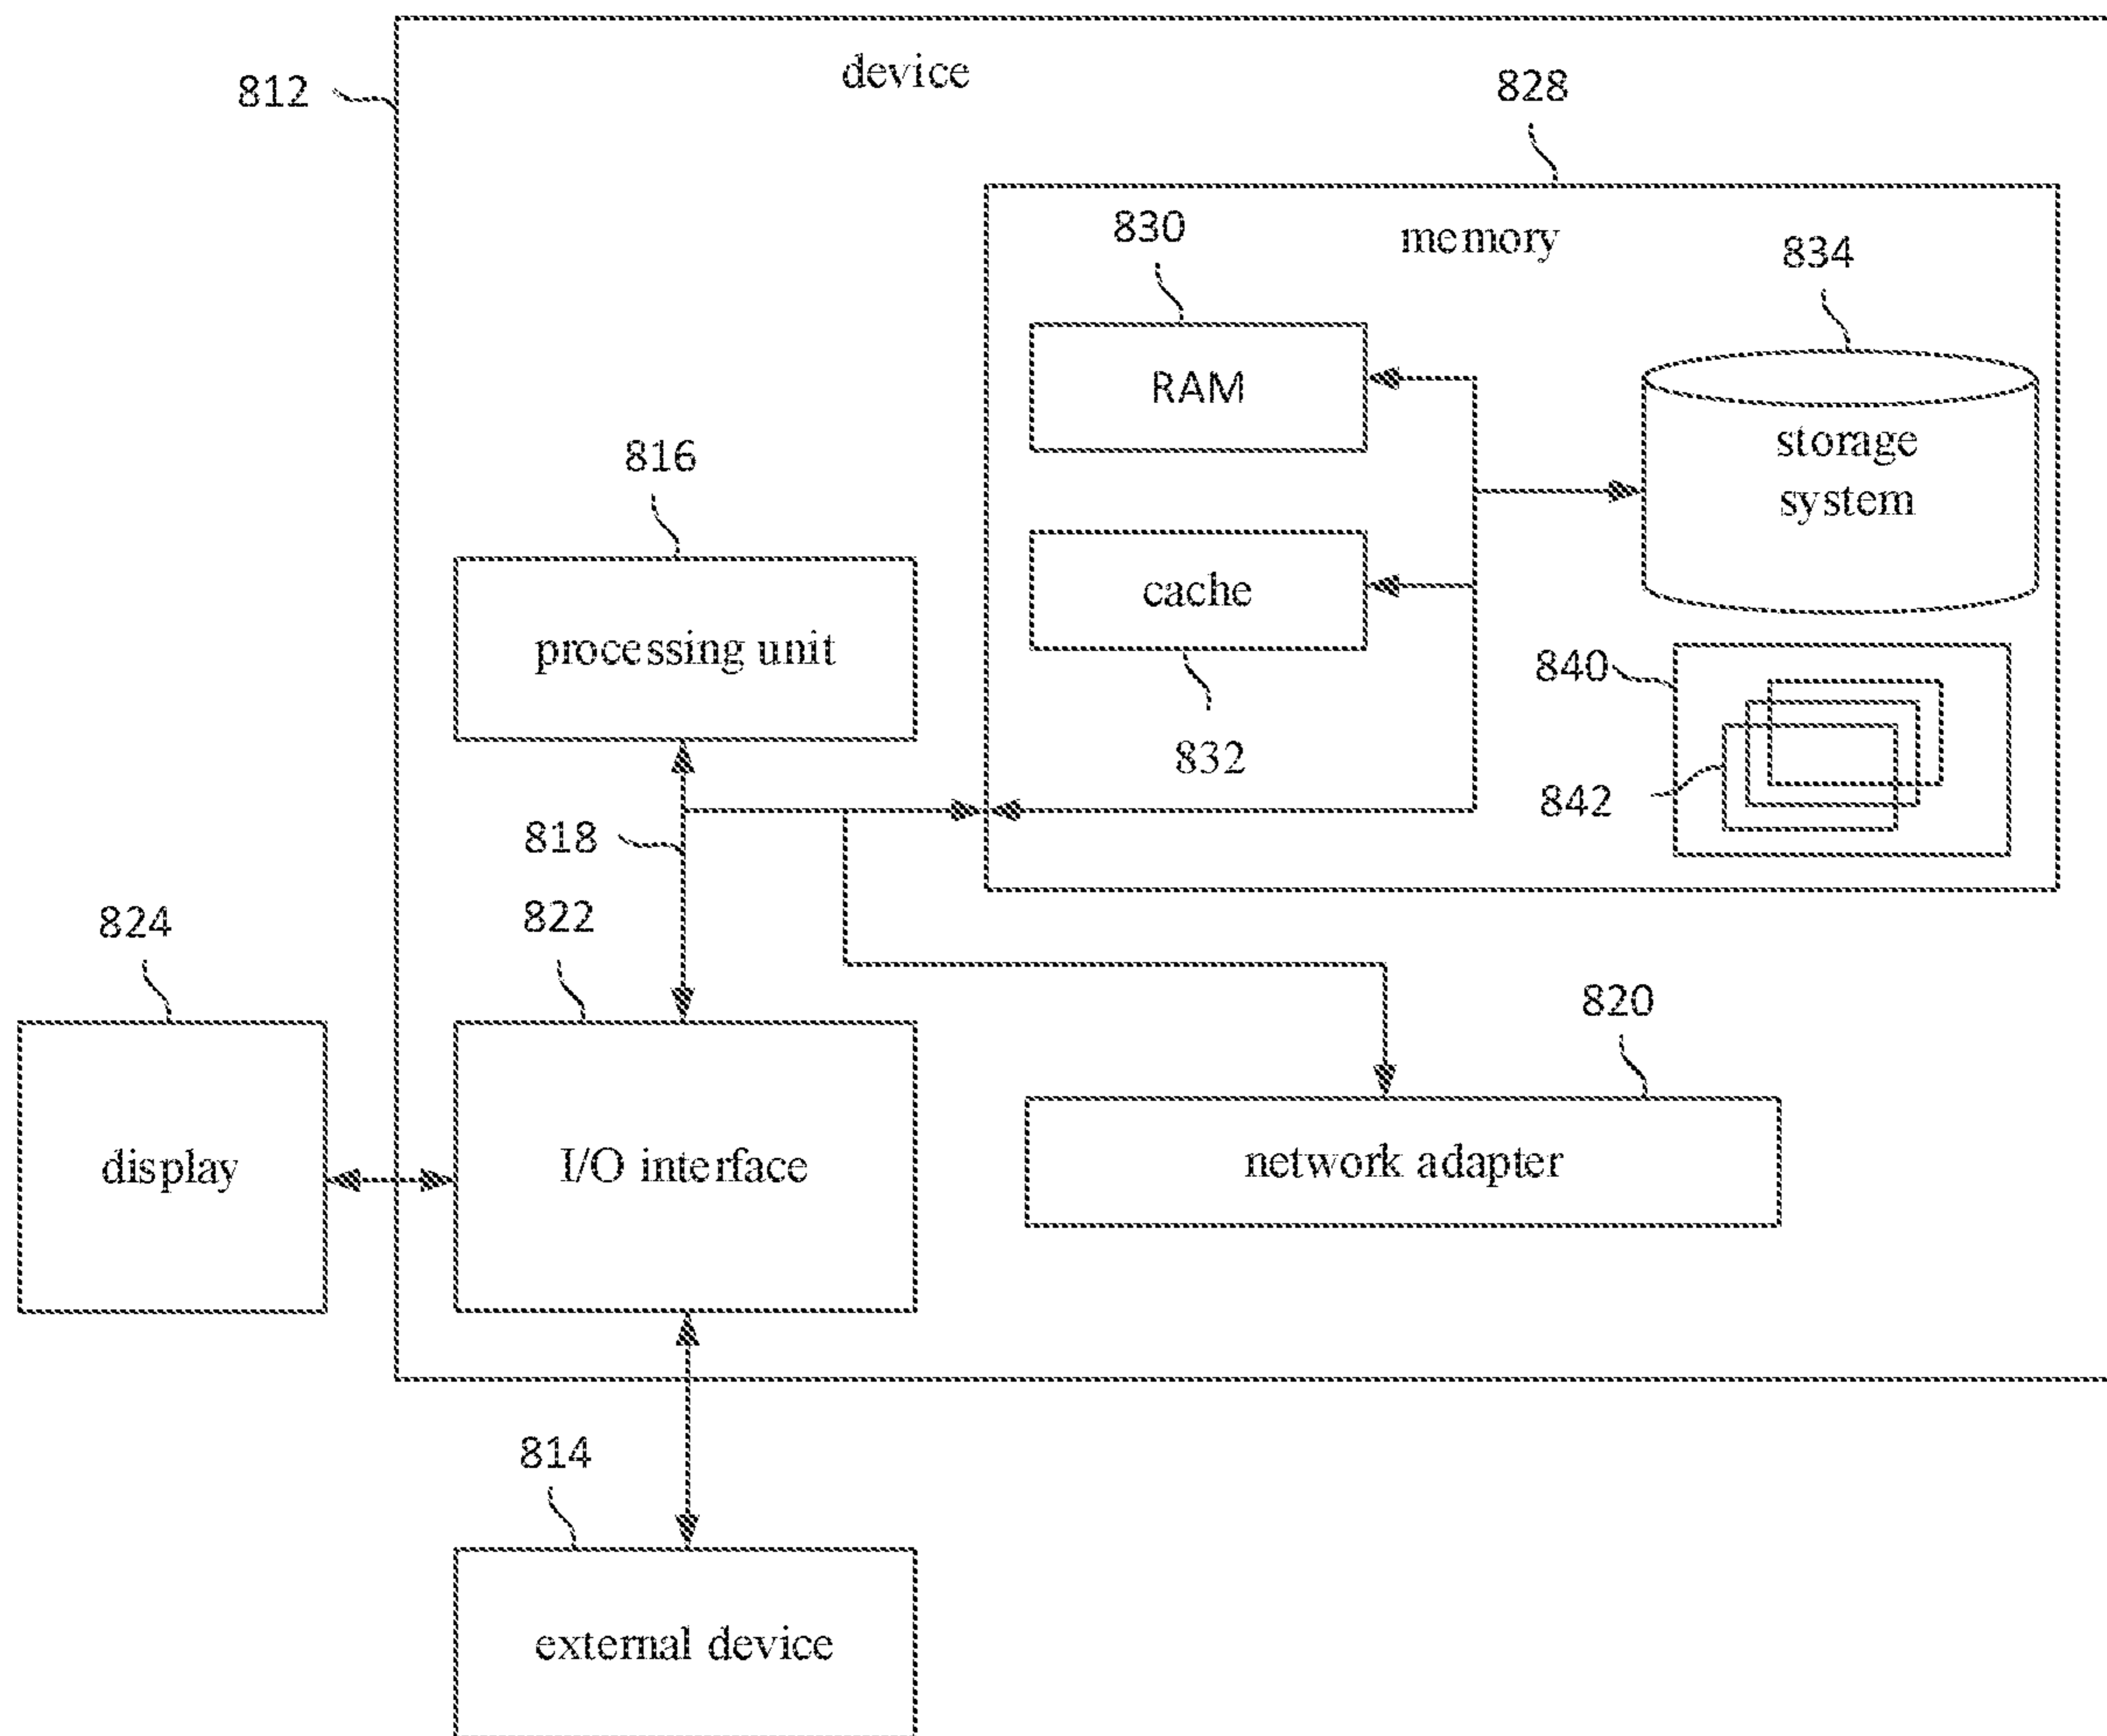 device
812
828
830
memory
834
RAM
storage
system
816
cache
processing unit
840
832
842
818
822
824
820
display
I/O interface
network adapter
814
external device